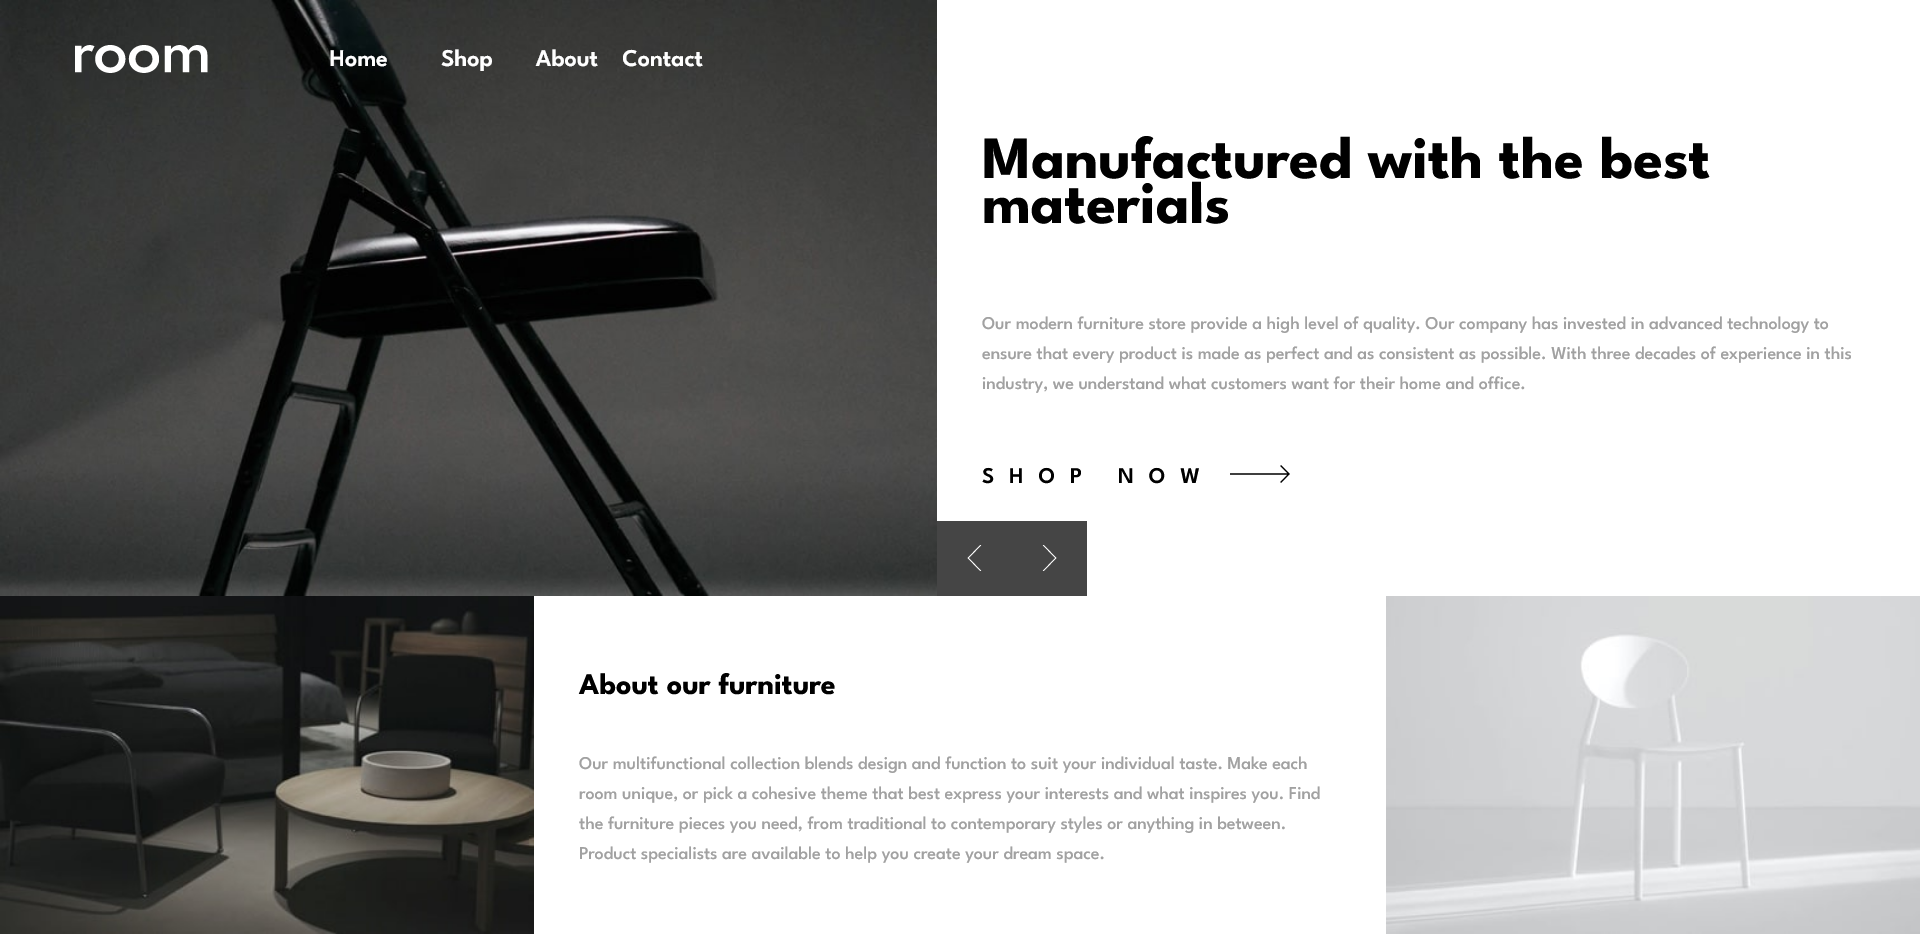 room
Home Shop About Contact
Manufactured with the best
materials
Our modern furniture store provide a high level of quality. Our company has invested in advanced technology to
ensure that every product is made as perfect and as consistent as possible. With three decades of experience in this
industry, we understand what customers want for their home and office.
SHOP NOW
About our furniture
Our multifunctional collection blends design and function to suit your individual taste. Make each
room unique, or pick a cohesive theme that best express your interests and what inspires you. Find
the furniture pieces you need, from traditional to contemporary styles or anything in between.
Product specialists are available to help you create your dream space.